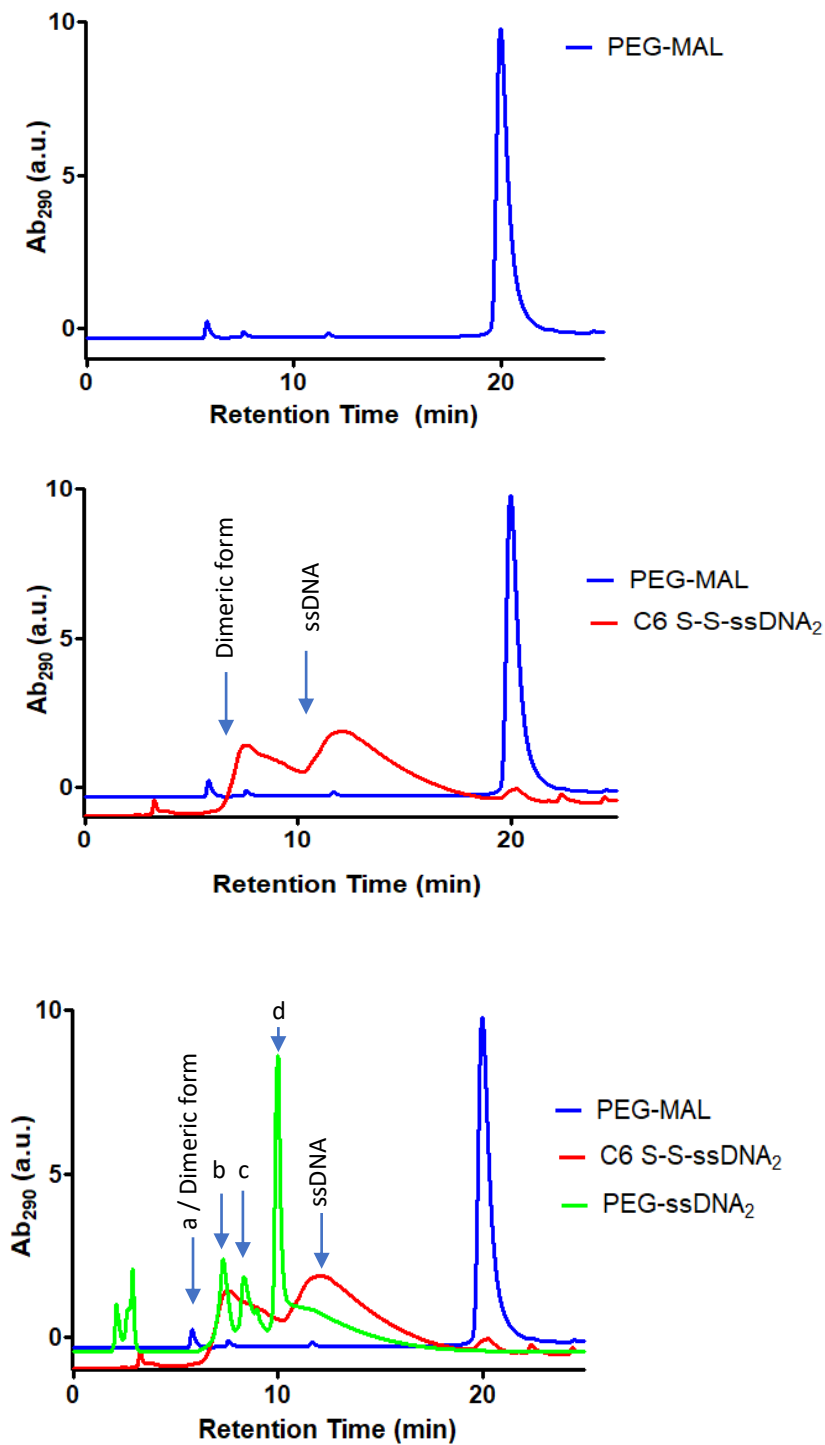 10
PEG-MAL
5
Ab290 (a.u.)
0
0 10 20
Retention Time (min)
10
Dimeric form
ssDNA
PEG-MAL
C6 S-S-ssDNA2
5
Ab290 (a.u.)
0
0 10 20
Retention Time (min)
10
d
a / Dimeric form
b
c
ssDNA
PEG-MAL
C6 S-S-ssDNA2
PEG-ssDNA2
5
Ab290 (a.u.)
0
0 10 20
Retention Time (min)